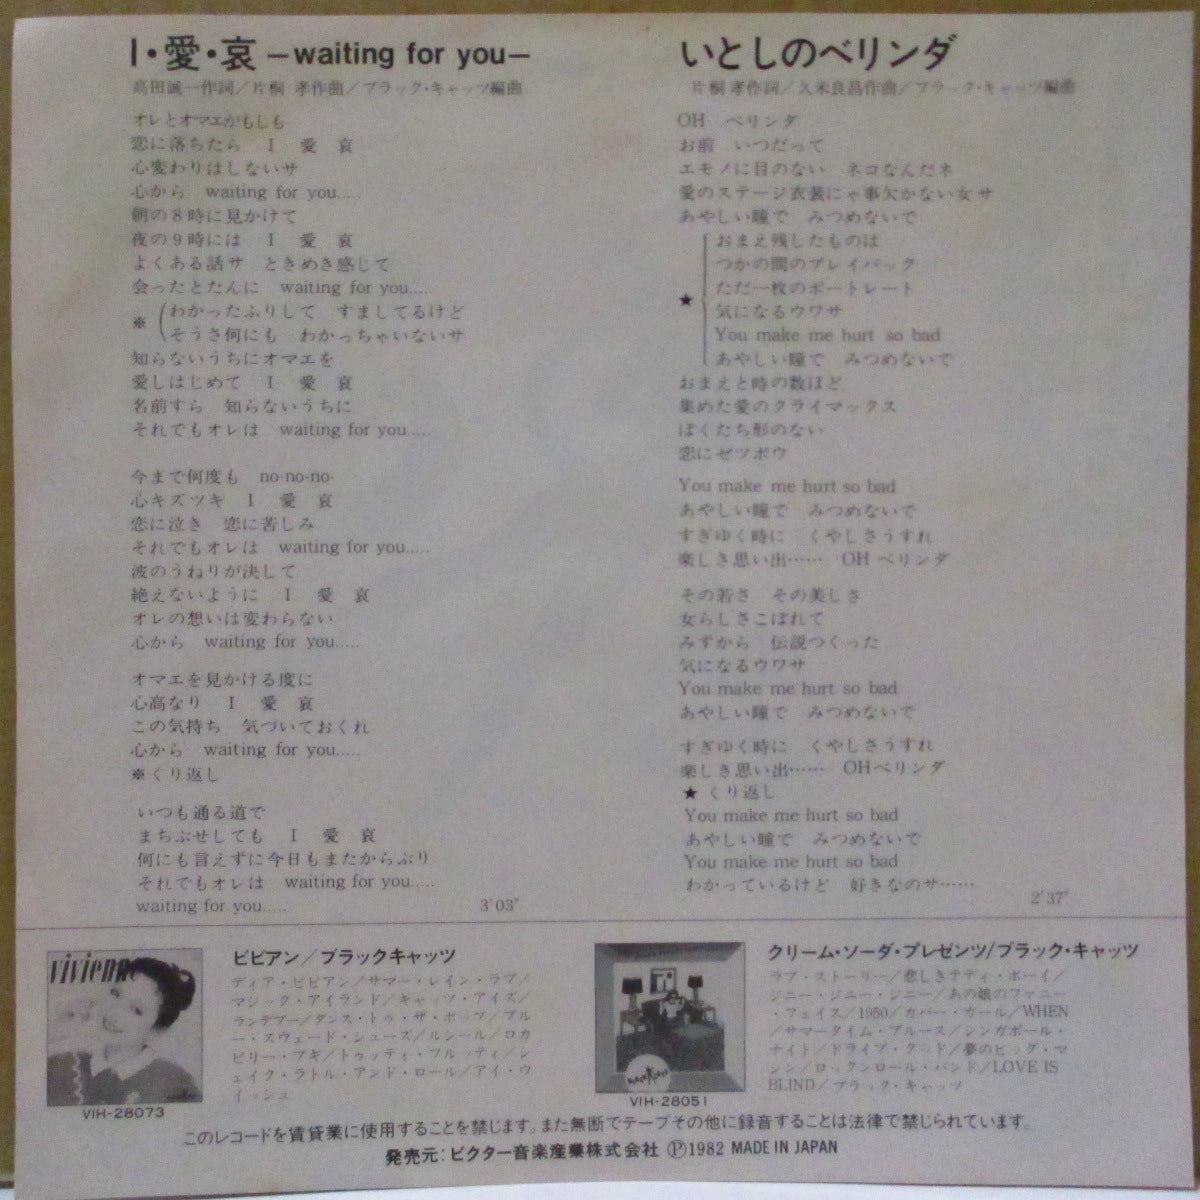 I・愛・哀 −waiting for you−
高田誠一作詞／片桐 孝作曲／ブラック・キャッツ編曲
オレとオマエがもしも
恋に落ちたら I 愛 哀
心変わりはしないサ
心から waiting for you.....
朝の8時に見かけて
夜の9時には I 愛 哀
よくある話サ ときめき感じて
会ったとたんに waiting for you.....
※(わかったふりして すましてるけど
そうさ何にも わかっちゃいないサ
知らないうちにオマエを
愛しはじめて I 愛 哀
名前すら 知らないうちに
それでもオレは waiting for you.....
今まで何度も no-no-no-
心キズツキ I 愛 哀
恋に泣き 恋に苦しみ
それでもオレは waiting for you.....
波のうねりが決して
絶えないように I 愛 哀
オレの想いは変わらない
心から waiting for you.....
オマエを見かける度に
心高なり I 愛 哀
この気持ち 気づいておくれ
心から waiting for you.....
※くり返し
いつも通る道で
まちぶせしても I 愛 哀
何にも言えずに今日もまたからぶり
それでもオレは waiting for you.....
waiting for you.....
3'03"
いとしのベリンダ
片桐 孝作詞／久米良昌作曲／ブラック・キャッツ編曲
OH ベリンダ
お前 いつだって
エモノに目のない ネコなんだネ
愛のステージ衣装にゃ事欠かない女サ
あやしい瞳で みつめないで
おまえ残したものは
つかの間のプレイバック
★ ただ一枚のポートレート
気になるウワサ
You make me hurt so bad
あやしい瞳で みつめないで
おまえと時の数ほど
集めた愛のクライマックス
ぼくたち形のない
恋にゼツボウ
You make me hurt so bad
あやしい瞳で みつめないで
すぎゆく時に くやしさうすれ
楽しき思い出…… OH ベリンダ
その若さ その美しさ
女らしさこぼれて
みずから 伝説つくった
気になるウワサ
You make me hurt so bad
あやしい瞳で みつめないで
すぎゆく時に くやしさうすれ
楽しき思い出…… OHベリンダ
★ くり返し
You make me hurt so bad
あやしい瞳で みつめないで
You make me hurt so bad
わかっているけど 好きなのサ……
2'37"
vivienne
VIH-28073
ビビアン／ブラックキャッツ
ディア・ビビアン／サマー・レイン・ラブ／
マジック・アイランド／キャッツ・アイズ／
ランデブー／ダンス・トゥ・ザ・ポップ／ブル
ー・スウェード・シューズ／ルシール／ロカ
ビリー・ブギ／トゥッティ・フルッティ／シ
ェイク・ラトル・アンド・ロール／アイ・ウ
イッシュ
VIH-28051
クリーム・ソーダ・プレゼンツ／ブラック・キャッツ
ラブ・ストーリー／悲しきテディ・ボーイ／
ジニー・ジニー・ジニー／あの娘のファニー
・フェイス／1950／カバー・ガール／WHEN
／サマータイム・ブルース／シンガポール・
ナイト／ドライブ・グッド／夢のビッグ・マ
シン／ロックンロール・バンド／LOVE IS
BLIND／ブラック・キャッツ
このレコードを賃貸業に使用することを禁じます。また無断でテープその他に録音することは法律で禁じられています。
発売元：ビクター音楽産業株式会社 Ⓟ1982 MADE IN JAPAN